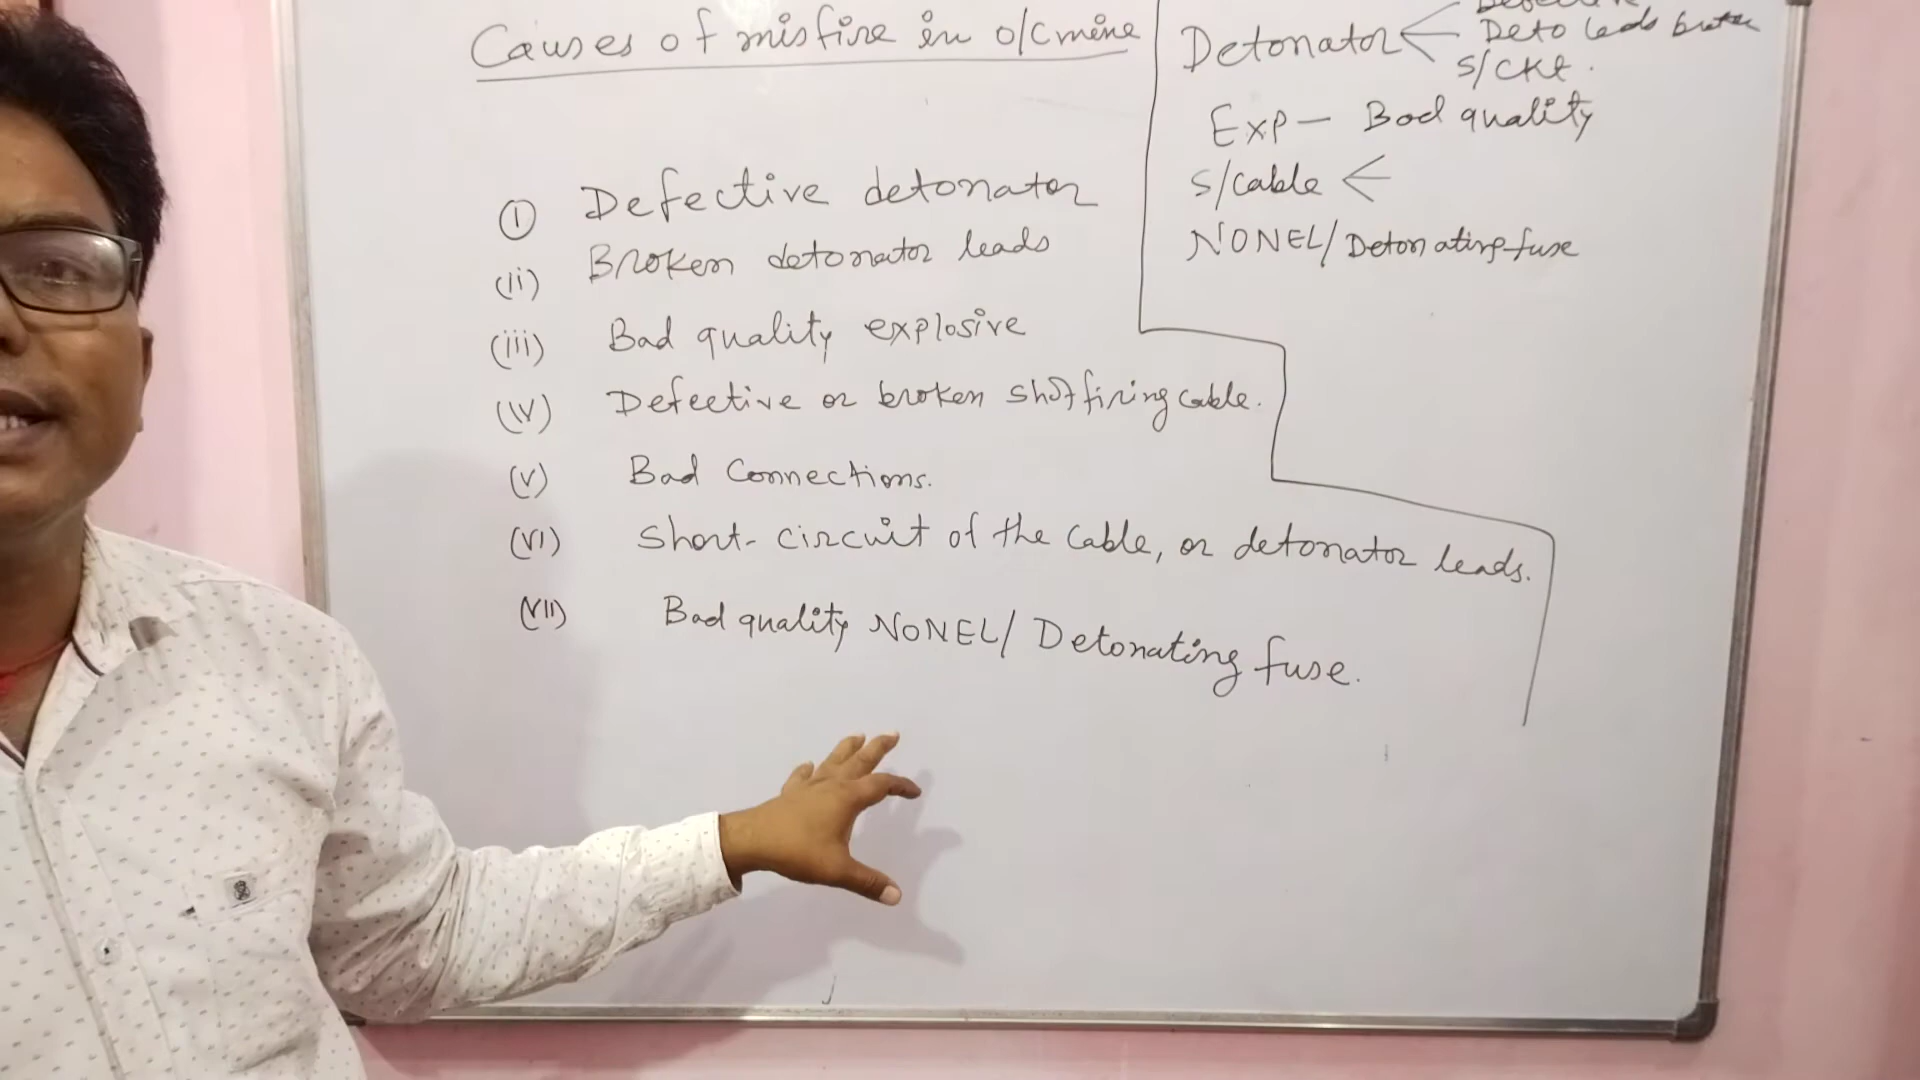 Causes of misfire in o/c mine
(i) Defective detonator
(ii) Broken detonator leads
(iii) Bad quality explosive
(iv) Defective or broken shot firing cable.
(v) Bad Connections.
(vi) Short-circuit of the cable, or detonator leads.
(vii) Bad quality NONEL/Detonating fuse.
Detonator
Deto leads
S/ckt.
Exp - Bad quality
S/cable <
NONEL/Detonating fuse